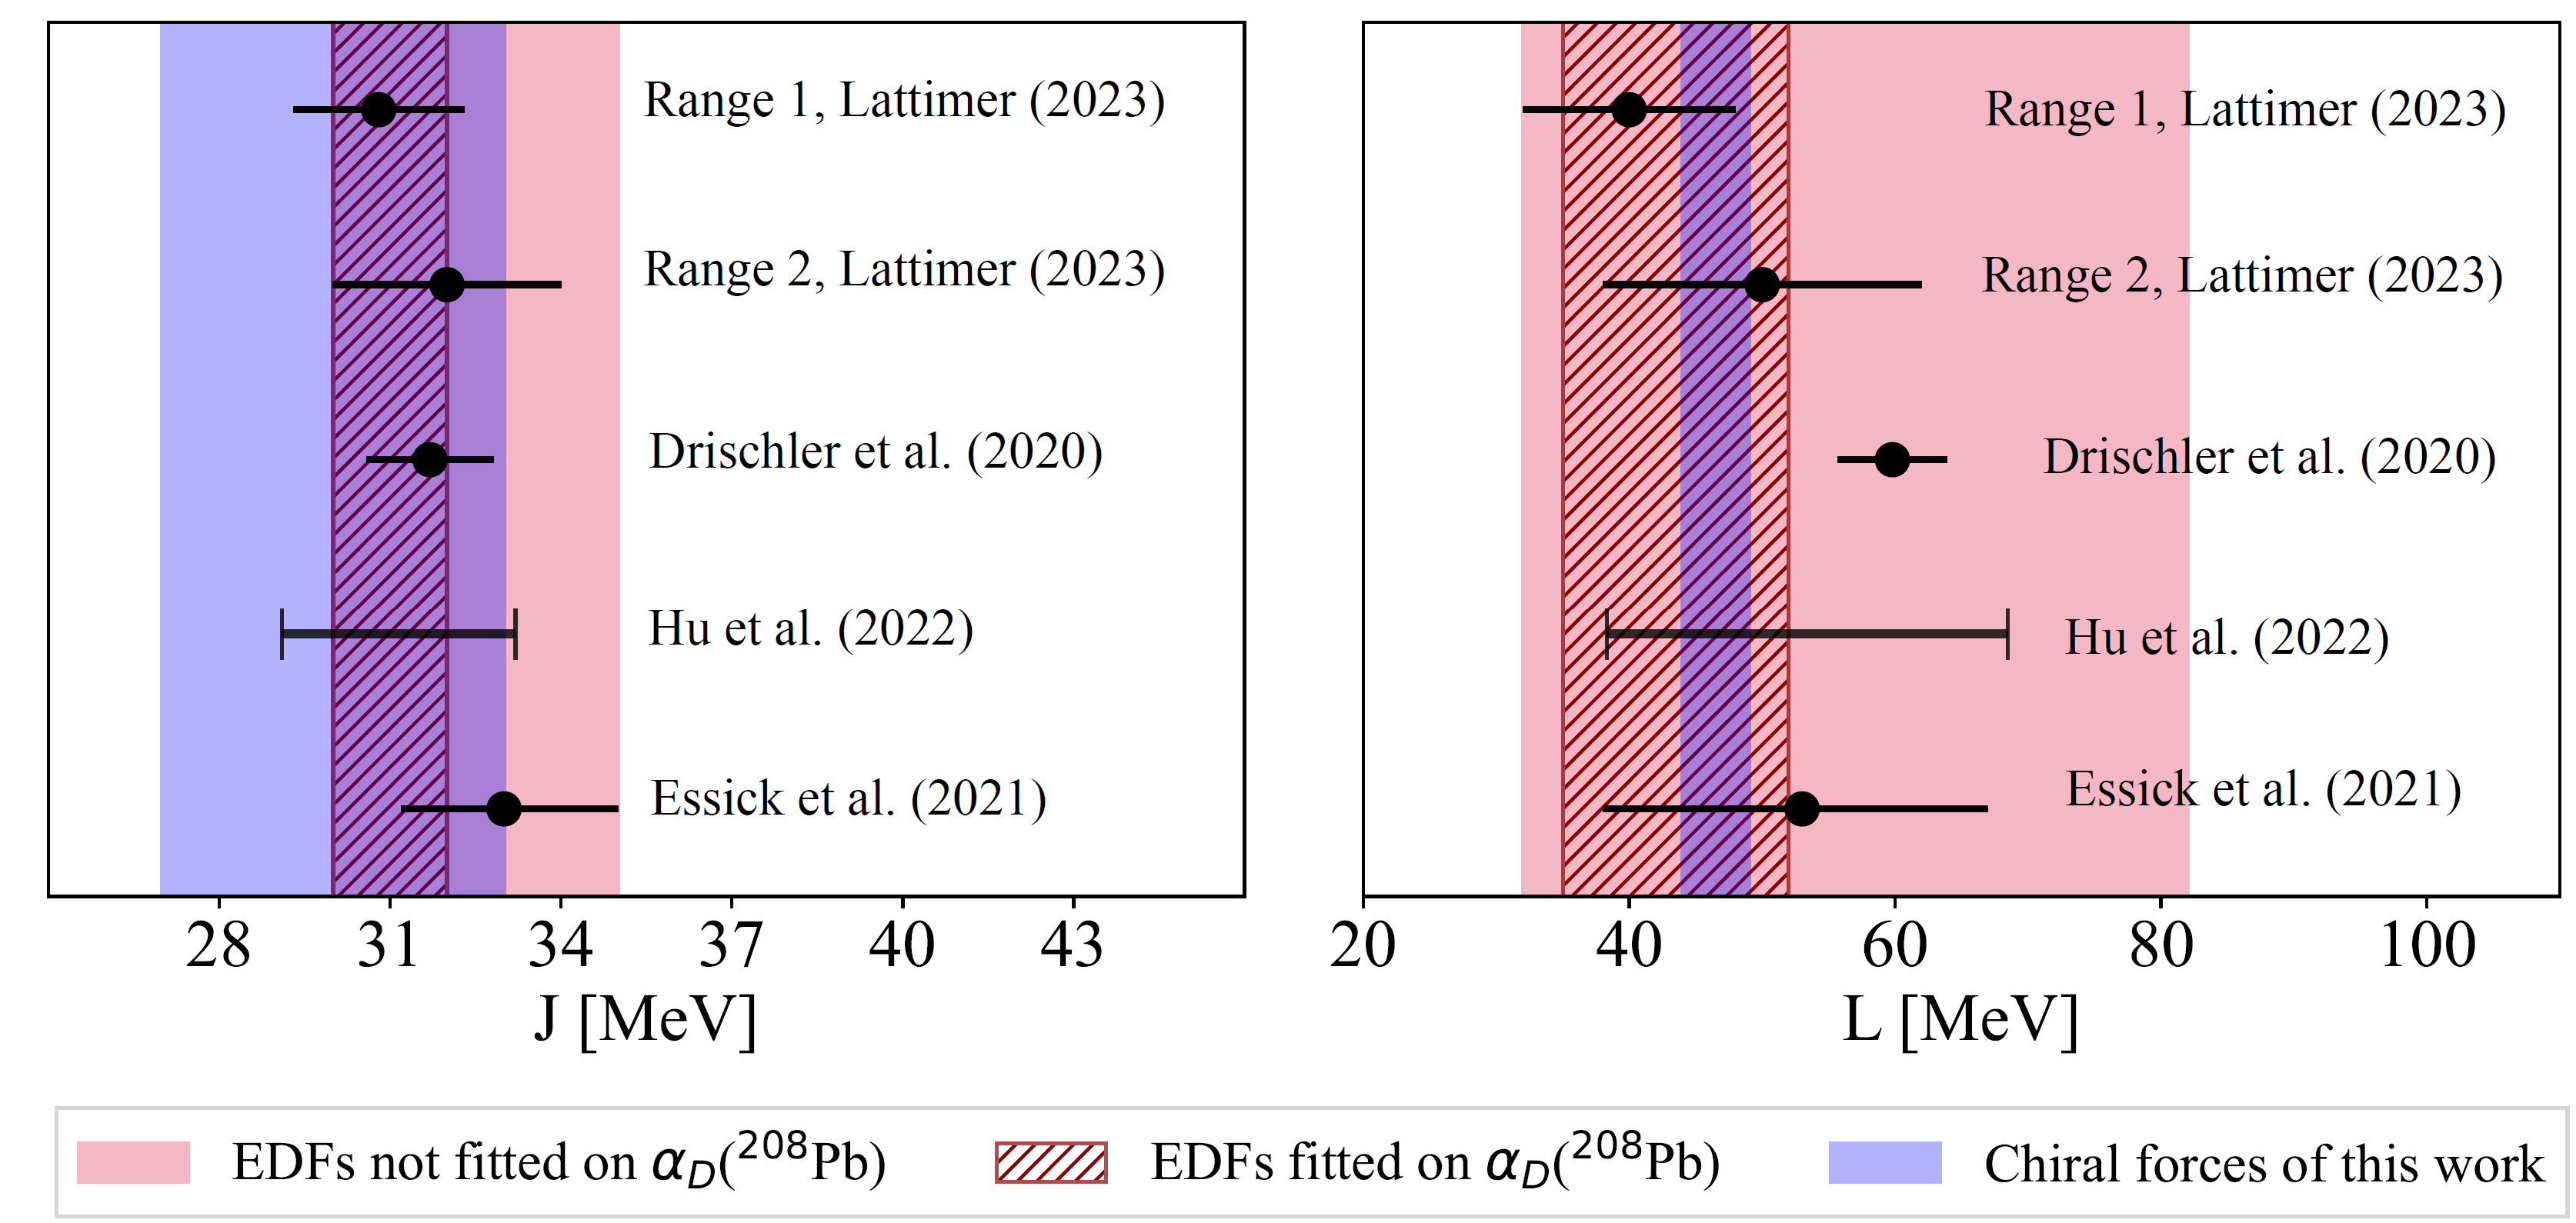 Range 1, Lattimer (2023)
Range 2, Lattimer (2023)
Drischler et al. (2020)
Hu et al. (2022)
Essick et al. (2021)
28 31 34 37 40 43
J [MeV]
Range 1, Lattimer (2023)
Range 2, Lattimer (2023)
Drischler et al. (2020)
Hu et al. (2022)
Essick et al. (2021)
20 40 60 80 100
L [MeV]
EDFs not fitted on α_D(²⁰⁸Pb) EDFs fitted on α_D(²⁰⁸Pb) Chiral forces of this work